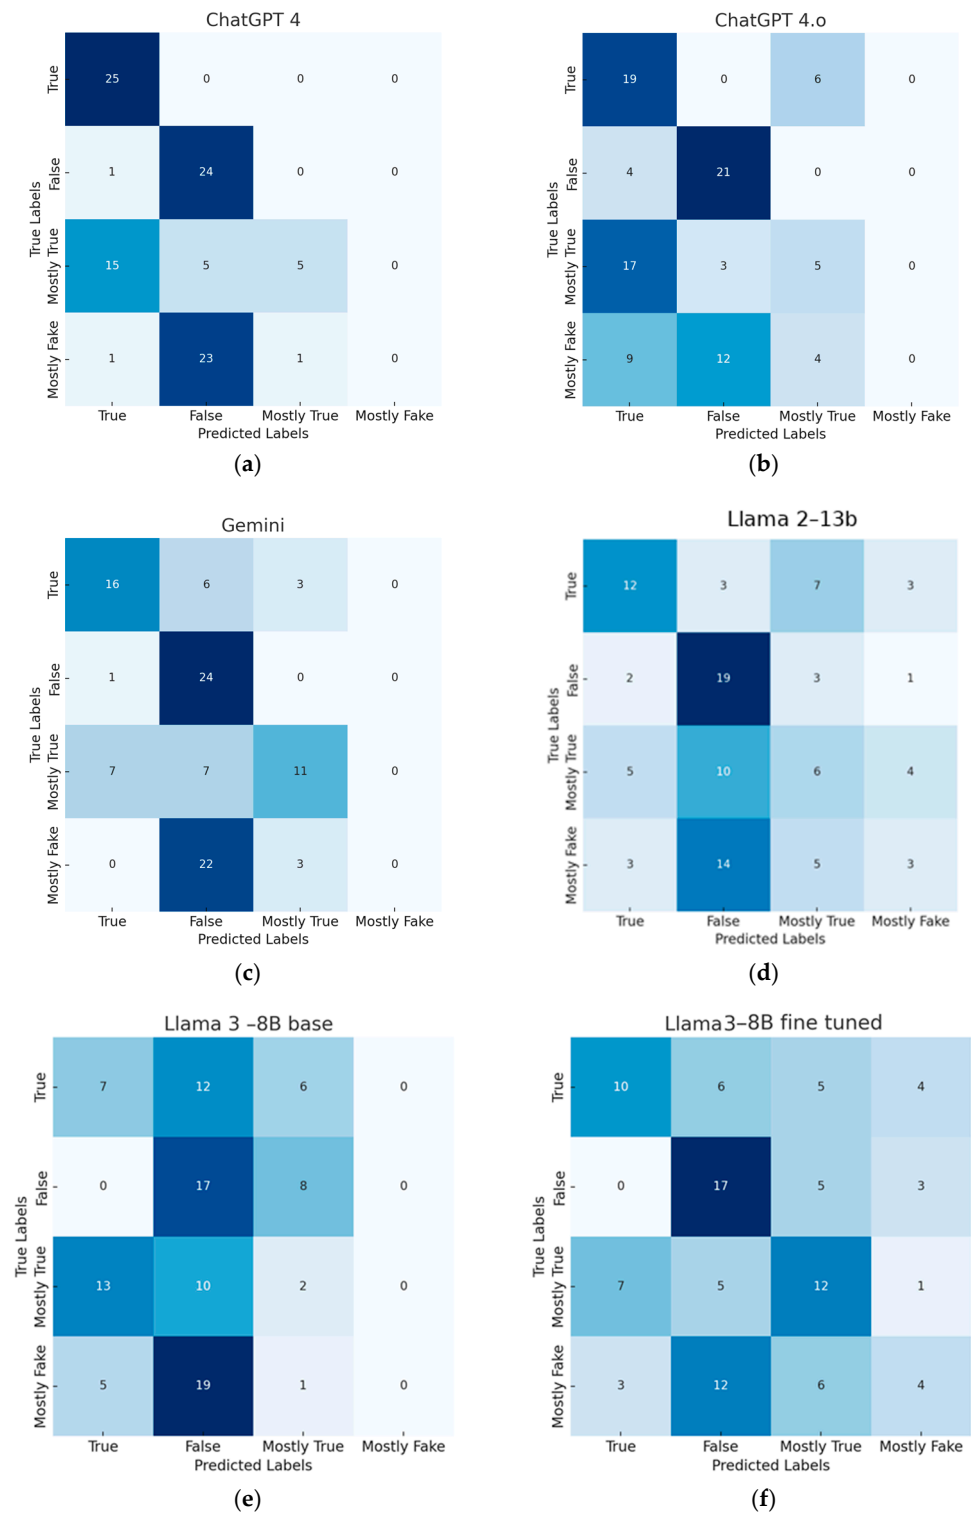 ChatGPT 4
True 25 0 0 0
False 1 24 0 0
Mostly True 15 5 5 0
Mostly Fake 1 23 1 0
True Labels
True False Mostly True Mostly Fake
Predicted Labels
(a)
ChatGPT 4.o
True 19 0 6 0
False 4 21 0 0
Mostly True 17 3 5 0
Mostly Fake 9 12 4 0
True Labels
True False Mostly True Mostly Fake
Predicted Labels
(b)
Gemini
True 16 6 3 0
False 1 24 0 0
Mostly True 7 7 11 0
Mostly Fake 0 22 3 0
True Labels
True False Mostly True Mostly Fake
Predicted Labels
(c)
Llama 2–13b
True 12 3 7 3
False 2 19 3 1
Mostly True 5 10 6 4
Mostly Fake 3 14 5 3
True Labels
True False Mostly True Mostly Fake
Predicted Labels
(d)
Llama 3 –8B base
True 7 12 6 0
False 0 17 8 0
Mostly True 13 10 2 0
Mostly Fake 5 19 1 0
True Labels
True False Mostly True Mostly Fake
Predicted Labels
(e)
Llama3–8B fine tuned
True 10 6 5 4
False 0 17 5 3
Mostly True 7 5 12 1
Mostly Fake 3 12 6 4
True Labels
True False Mostly True Mostly Fake
Predicted Labels
(f)